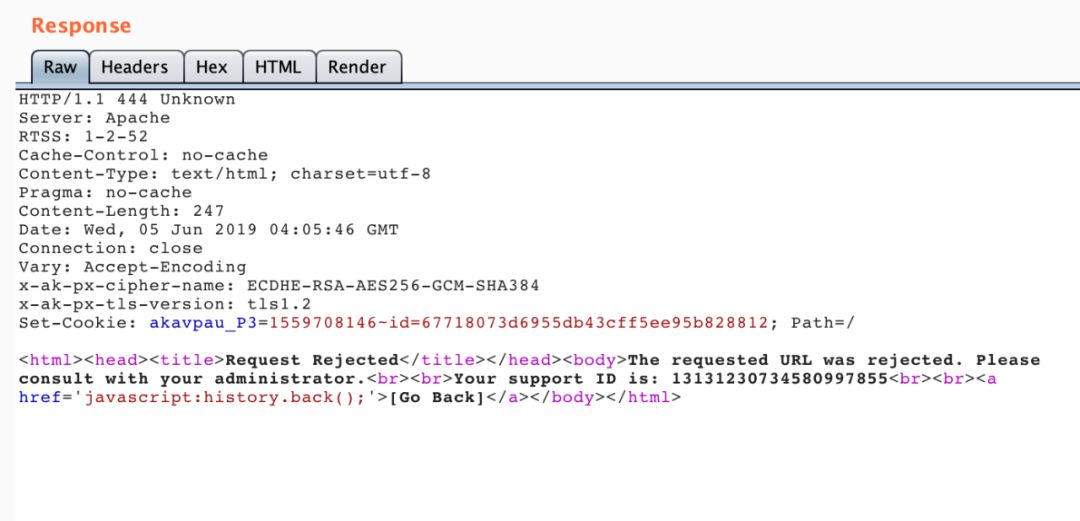 Response
Raw Headers Hex HTML Render
HTTP/1.1 444 Unknown
Server: Apache
RTSS: 1-2-52
Cache-Control: no-cache
Content-Type: text/html; charset=utf-8
Pragma: no-cache
Content-Length: 247
Date: Wed, 05 Jun 2019 04:05:46 GMT
Connection: close
Vary: Accept-Encoding
x-ak-px-cipher-name: ECDHE-RSA-AES256-GCM-SHA384
x-ak-px-tls-version: tls1.2
Set-Cookie: akavpau_P3=1559708146~id=67718073d6955db43cff5ee95b828812; Path=/
<html><head><title>Request Rejected</title></head><body>The requested URL was rejected. Please
consult with your administrator.<br><br>Your support ID is: 13131230734580997855<br><br><a
href='javascript:history.back();'>[Go Back]</a></body></html>